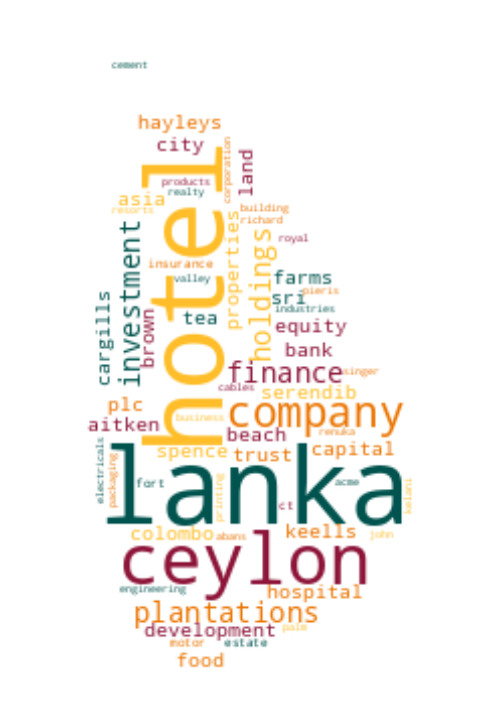 cement
hayleys
city
corporation
land
hotel
products
realty
asia
resorts
building
richard
properties
holdings
investment
royal
insurance
valley
farms
pieris
sri
industries
cargills
brown
tea
equity
bank
finance
singer
cables
serendib
plc
company
aitken
business
beach
renuka
electricals
packaging
spence
trust
capital
lanka
fort
printing
acme
kelani
ct
colombo
abans
keells
john
ceylon
engineering
hospital
plantations
development
palm
motor
estate
food